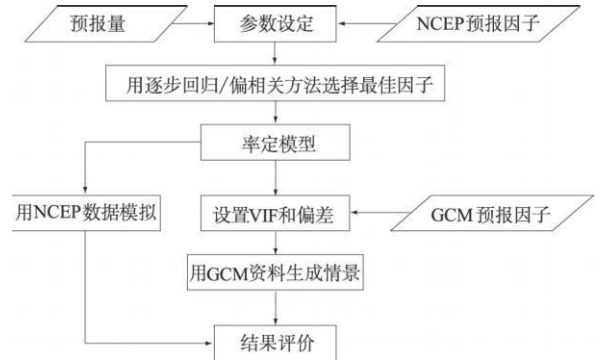 预报量
参数设定
NCEP预报因子
用逐步回归/偏相关方法选择最佳因子
率定模型
用NCEP数据模拟
设置VIF和偏差
GCM预报因子
用GCM资料生成情景
结果评价